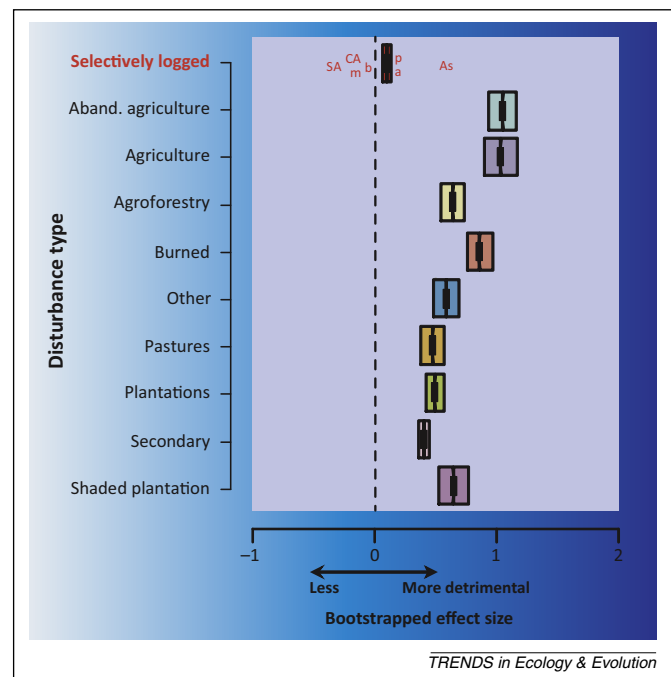 Selectively logged
SA CA m b p a As
Aband. agriculture
Agriculture
Agroforestry
Burned
Other
Pastures
Plantations
Secondary
Shaded plantation
Disturbance type
–1 0 1 2
Less More detrimental
Bootstrapped effect size
TRENDS in Ecology & Evolution